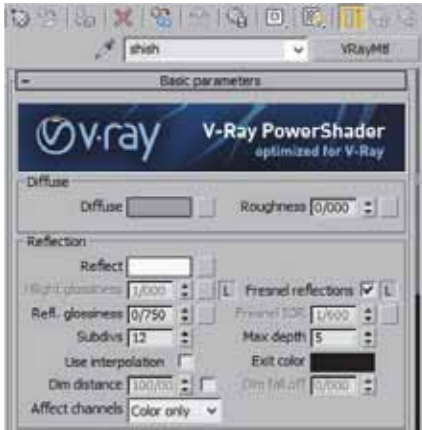 shish VRayMtl
- Basic parameters
v·ray V-Ray PowerShader
optimized for V-Ray
Diffuse
Diffuse Roughness 0/000
Reflection
Reflect
Hilight glossiness 1/000 L Fresnel reflections L
Refl. glossiness 0/750 Fresnel IOR 1/600
Subdivs 12 Max depth 5
Use interpolation Exit color
Dim distance 100/00 Dim fall off 0/000
Affect channels Color only